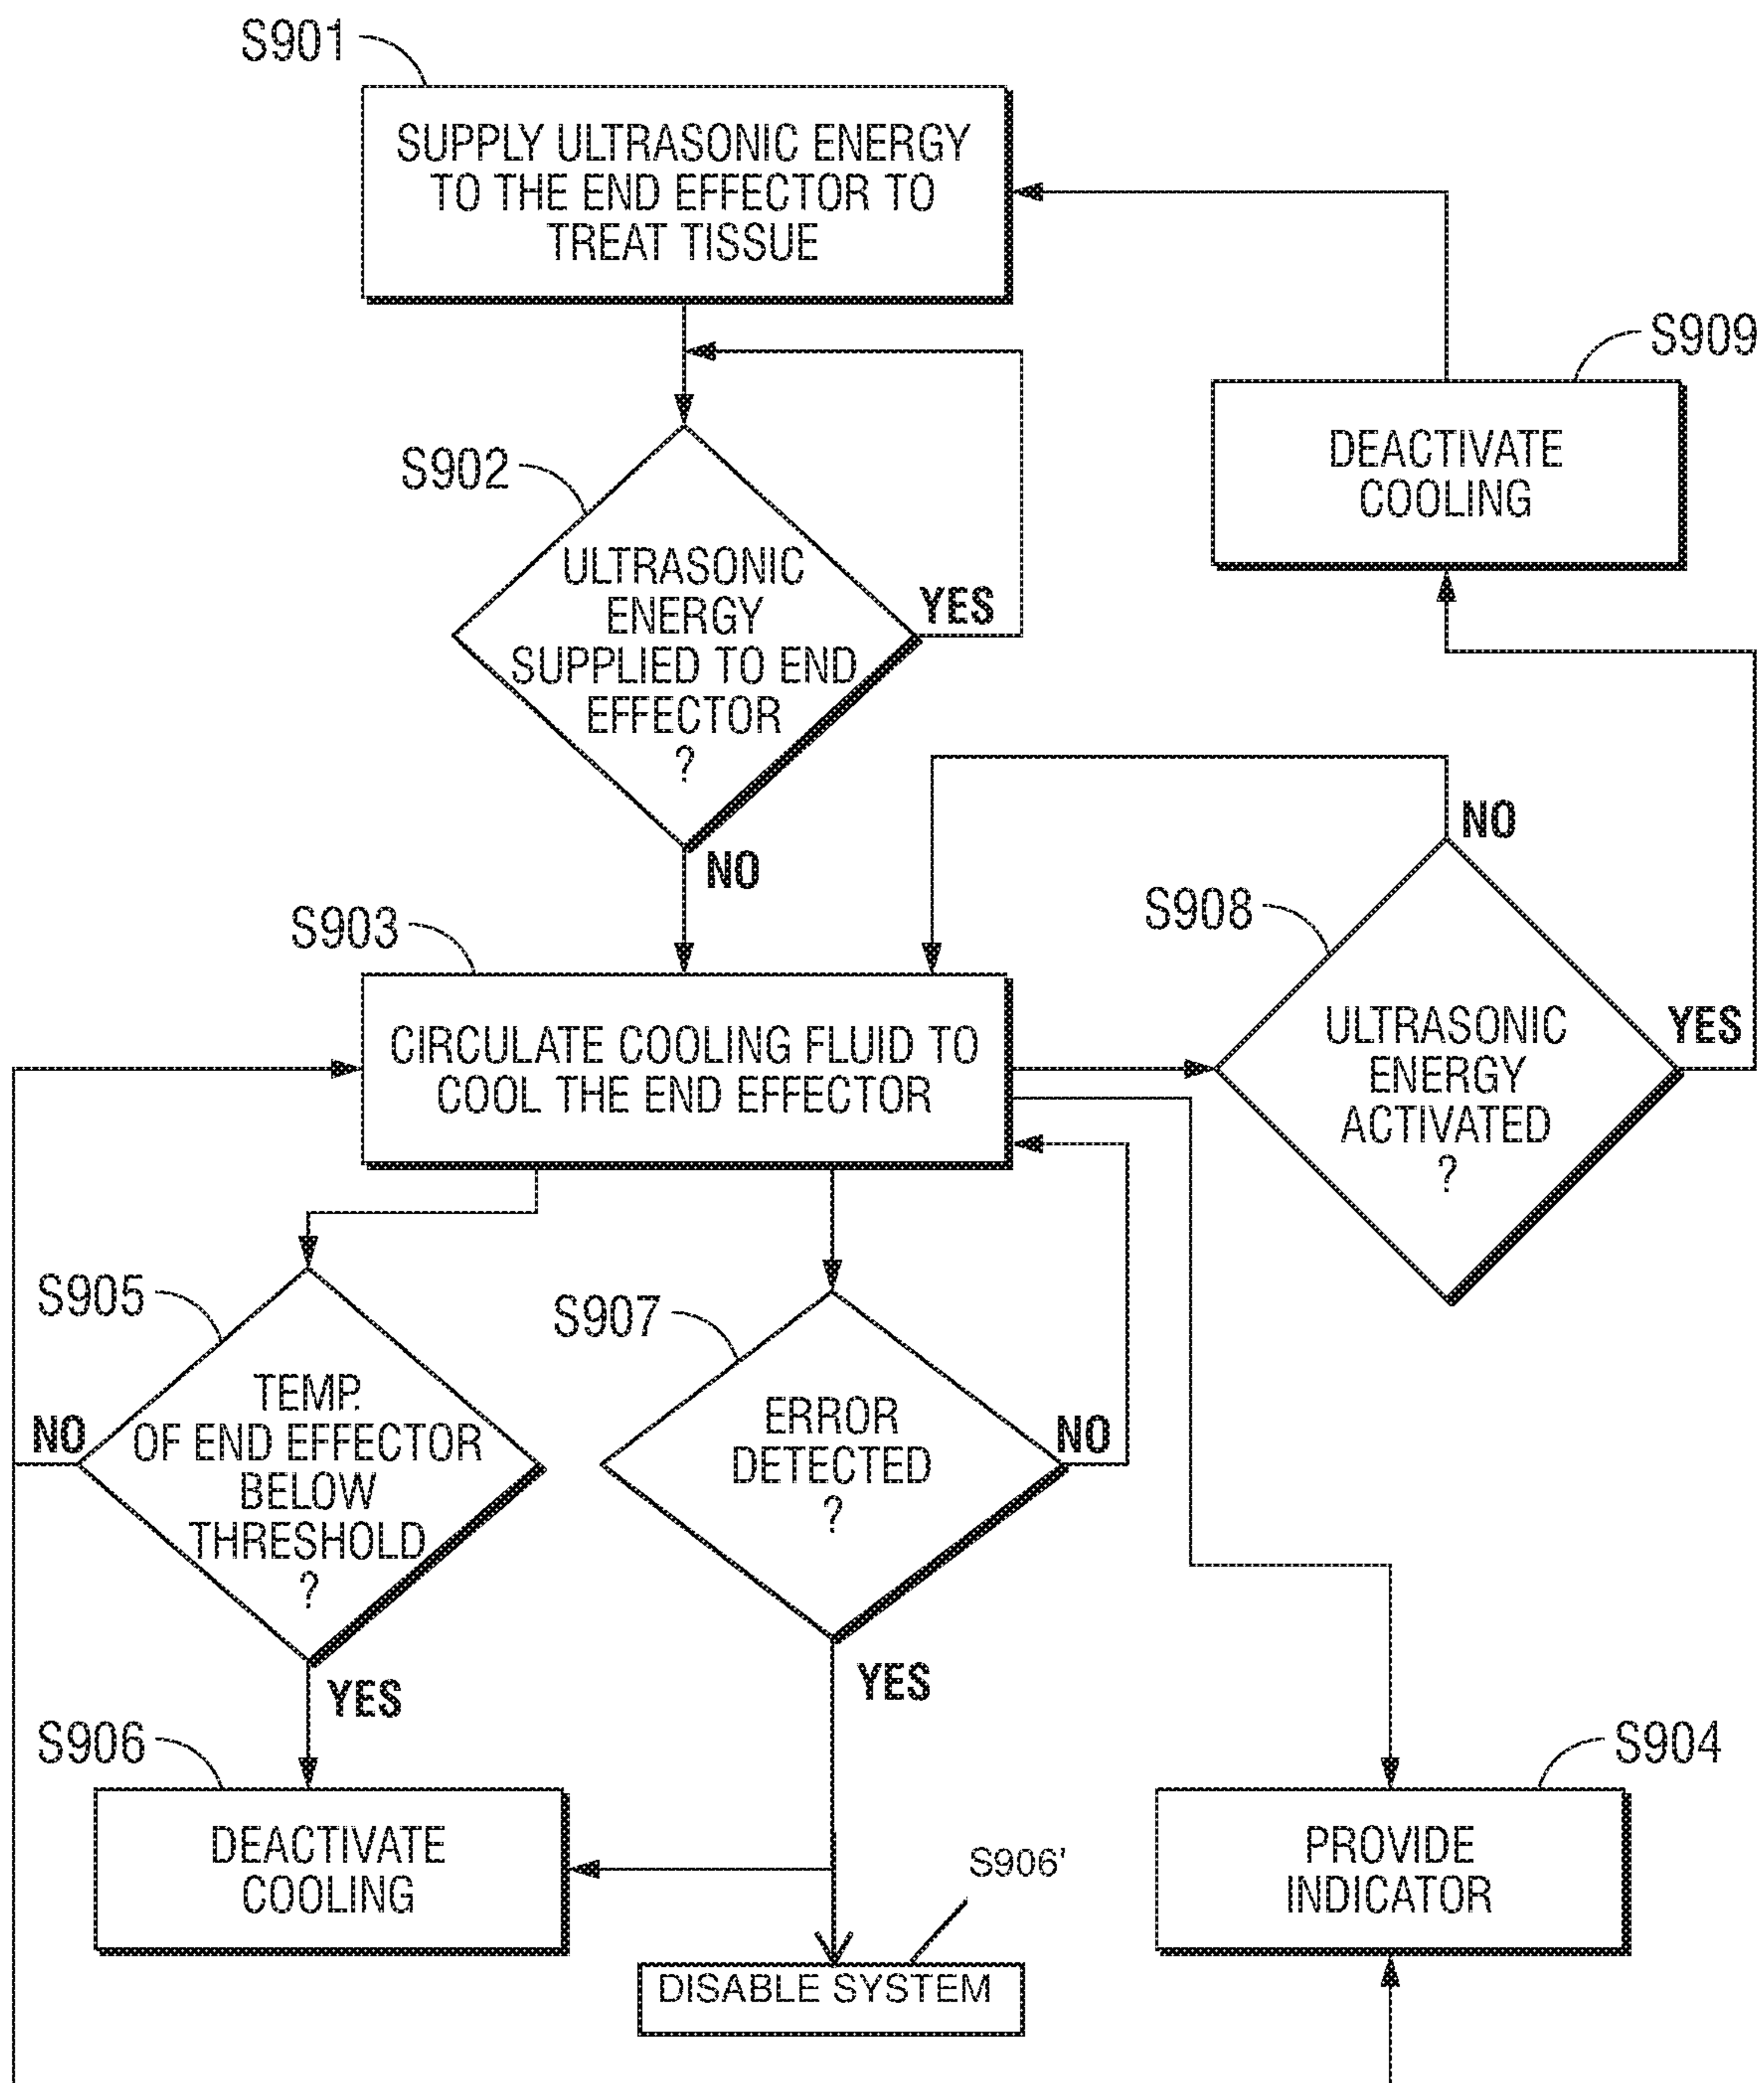 S901
SUPPLY ULTRASONIC ENERGY
TO THE END EFFECTOR TO
TREAT TISSUE
S909
DEACTIVATE
COOLING
S902
ULTRASONIC
ENERGY
SUPPLIED TO END
EFFECTOR
?
YES
NO
S908
NO
ULTRASONIC
ENERGY
ACTIVATED
?
YES
S903
CIRCULATE COOLING FLUID TO
COOL THE END EFFECTOR
S905
TEMP.
OF END EFFECTOR
BELOW
THRESHOLD
?
NO
YES
S907
ERROR
DETECTED
?
NO
YES
S906
DEACTIVATE
COOLING
S906'
DISABLE SYSTEM
S904
PROVIDE
INDICATOR